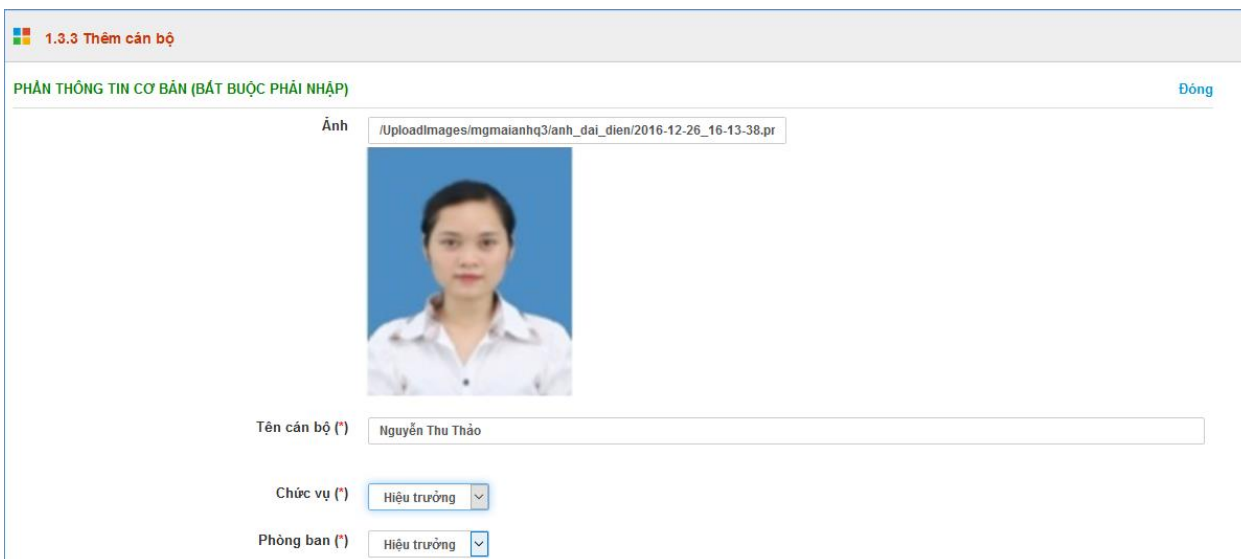 1.3.3 Thêm cán bộ
PHẦN THÔNG TIN CƠ BẢN (BẮT BUỘC PHẢI NHẬP)
Đóng
Ảnh
/UploadImages/mgmaianhq3/anh_dai_dien/2016-12-26_16-13-38.pr
Tên cán bộ (*)
Nguyễn Thu Thảo
Chức vụ (*)
Hiệu trưởng
Phòng ban (*)
Hiệu trưởng